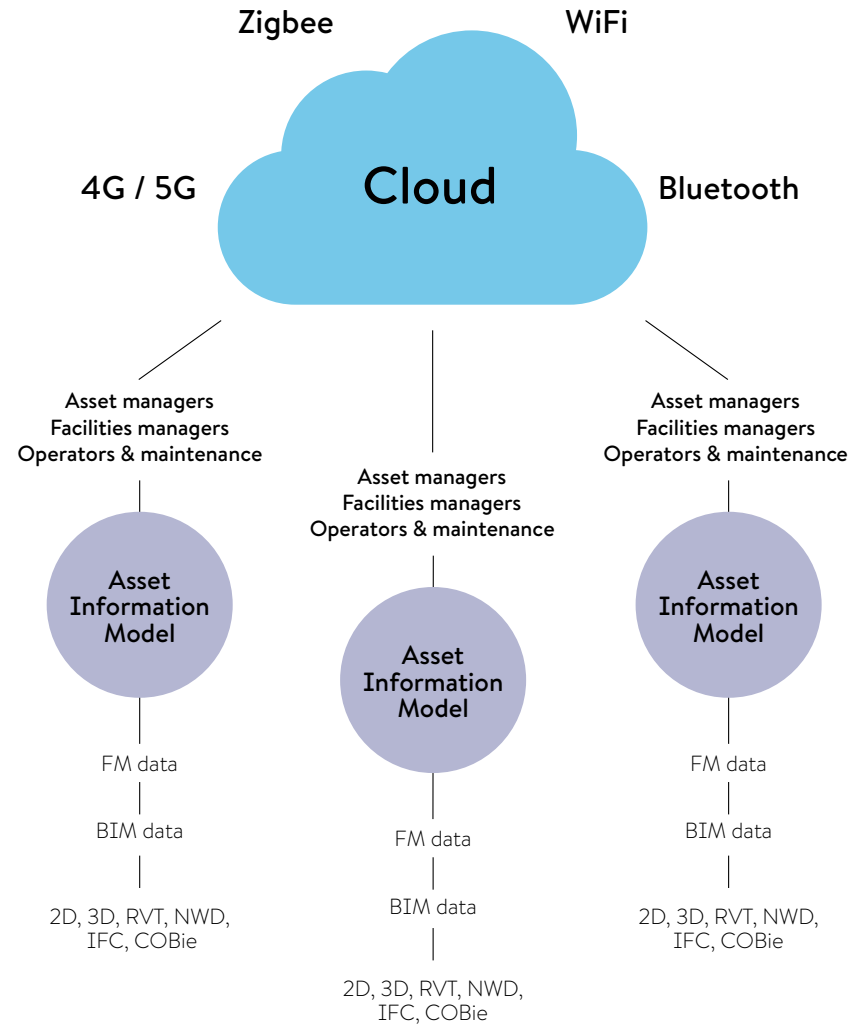 Zigbee
WiFi
Cloud
4G / 5G
Bluetooth
Asset managers
Facilities managers
Operators & maintenance
Asset
Information
Model
FM data
BIM data
2D, 3D, RVT, NWD,
IFC, COBie
Asset managers
Facilities managers
Operators & maintenance
Asset
Information
Model
FM data
BIM data
2D, 3D, RVT, NWD,
IFC, COBie
Asset managers
Facilities managers
Operators & maintenance
Asset
Information
Model
FM data
BIM data
2D, 3D, RVT, NWD,
IFC, COBie